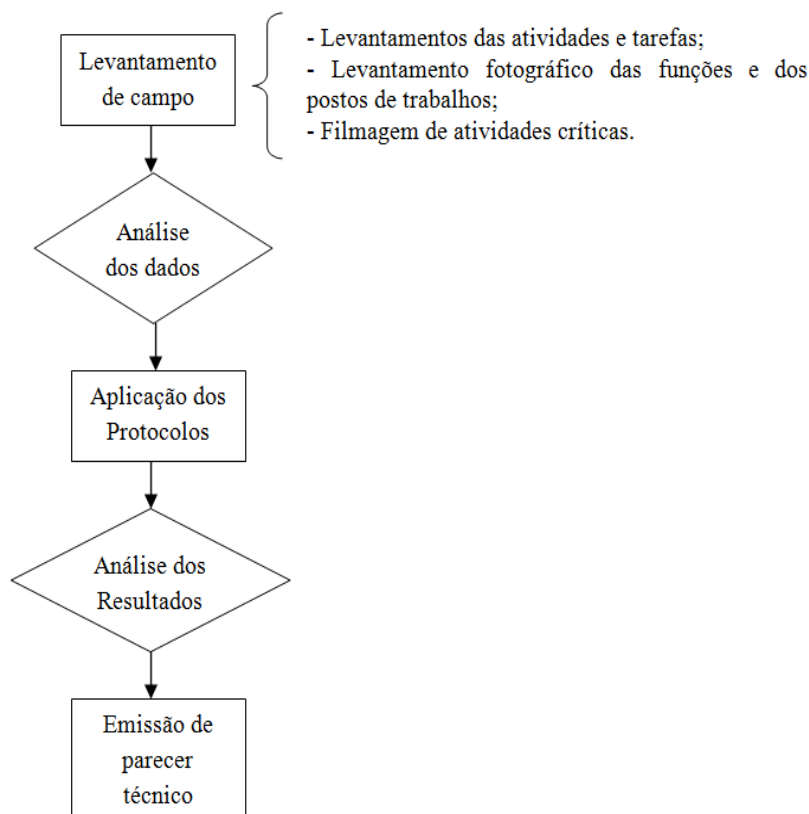 Levantamento
de campo
- Levantamentos das atividades e tarefas;
- Levantamento fotográfico das funções e dos
postos de trabalhos;
- Filmagem de atividades críticas.
Análise
dos dados
Aplicação dos
Protocolos
Análise dos
Resultados
Emissão de
parecer
técnico